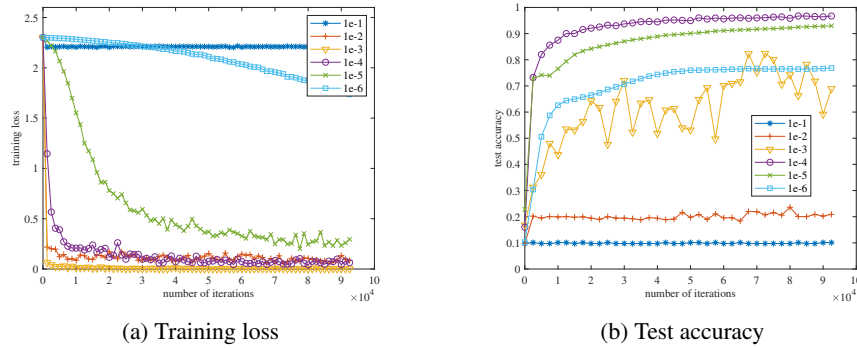 2.5
2
1.5
1
0.5
0
training loss
1e-1
1e-2
1e-3
1e-4
1e-5
1e-6
0 1 2 3 4 5 6 7 8 9 10
number of iterations
×10^4
(a) Training loss
1
0.9
0.8
0.7
0.6
0.5
0.4
0.3
0.2
0.1
0
test accuracy
1e-1
1e-2
1e-3
1e-4
1e-5
1e-6
0 1 2 3 4 5 6 7 8 9 10
number of iterations
×10^4
(b) Test accuracy